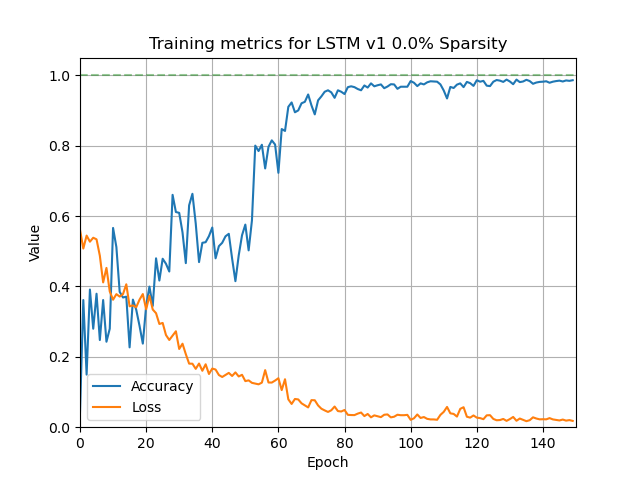 Training metrics for LSTM v1 0.0% Sparsity
1.0
0.8
0.6
0.4
0.2
0.0
Value
Accuracy
Loss
0 20 40 60 80 100 120 140
Epoch